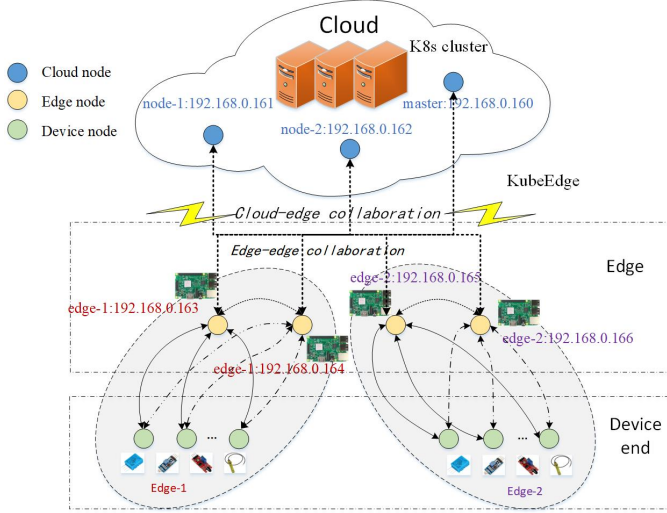 Cloud
K8s cluster
Cloud node
Edge node
Device node
node-1:192.168.0.161
master:192.168.0.160
node-2:192.168.0.162
KubeEdge
Cloud-edge collaboration
Edge-edge collaboration
Edge
edge-2:192.168.0.165
edge-1:192.168.0.163
edge-2:192.168.0.166
edge-1:192.168.0.164
Device
end
...
...
Edge-1
Edge-2